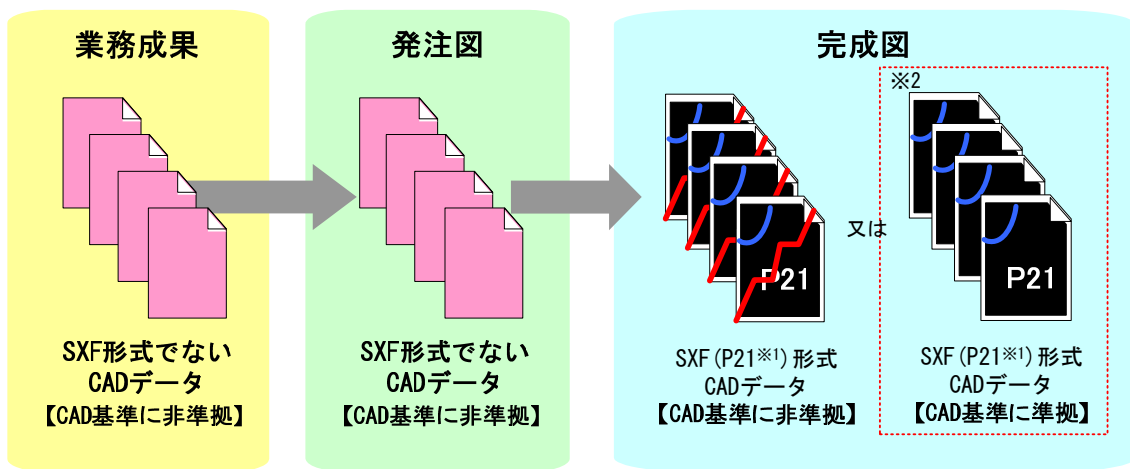 業務成果
SXF形式でない
CADデータ
【CAD基準に非準拠】
発注図
SXF形式でない
CADデータ
【CAD基準に非準拠】
完成図
P21
SXF(P21※1)形式
CADデータ
【CAD基準に非準拠】
又は
※2
P21
SXF(P21※1)形式
CADデータ
【CAD基準に準拠】